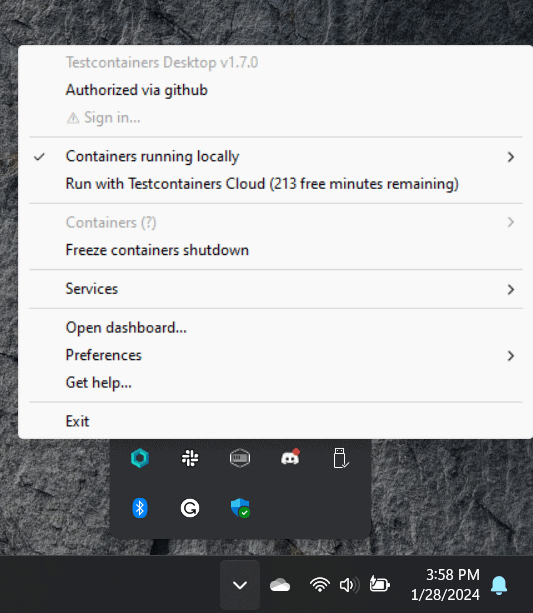 Testcontainers Desktop v1.7.0
Authorized via github
⚠ Sign in...
Containers running locally
Run with Testcontainers Cloud (213 free minutes remaining)
Containers (?)
Freeze containers shutdown
Services
Open dashboard...
Preferences
Get help...
Exit
3:58 PM
1/28/2024